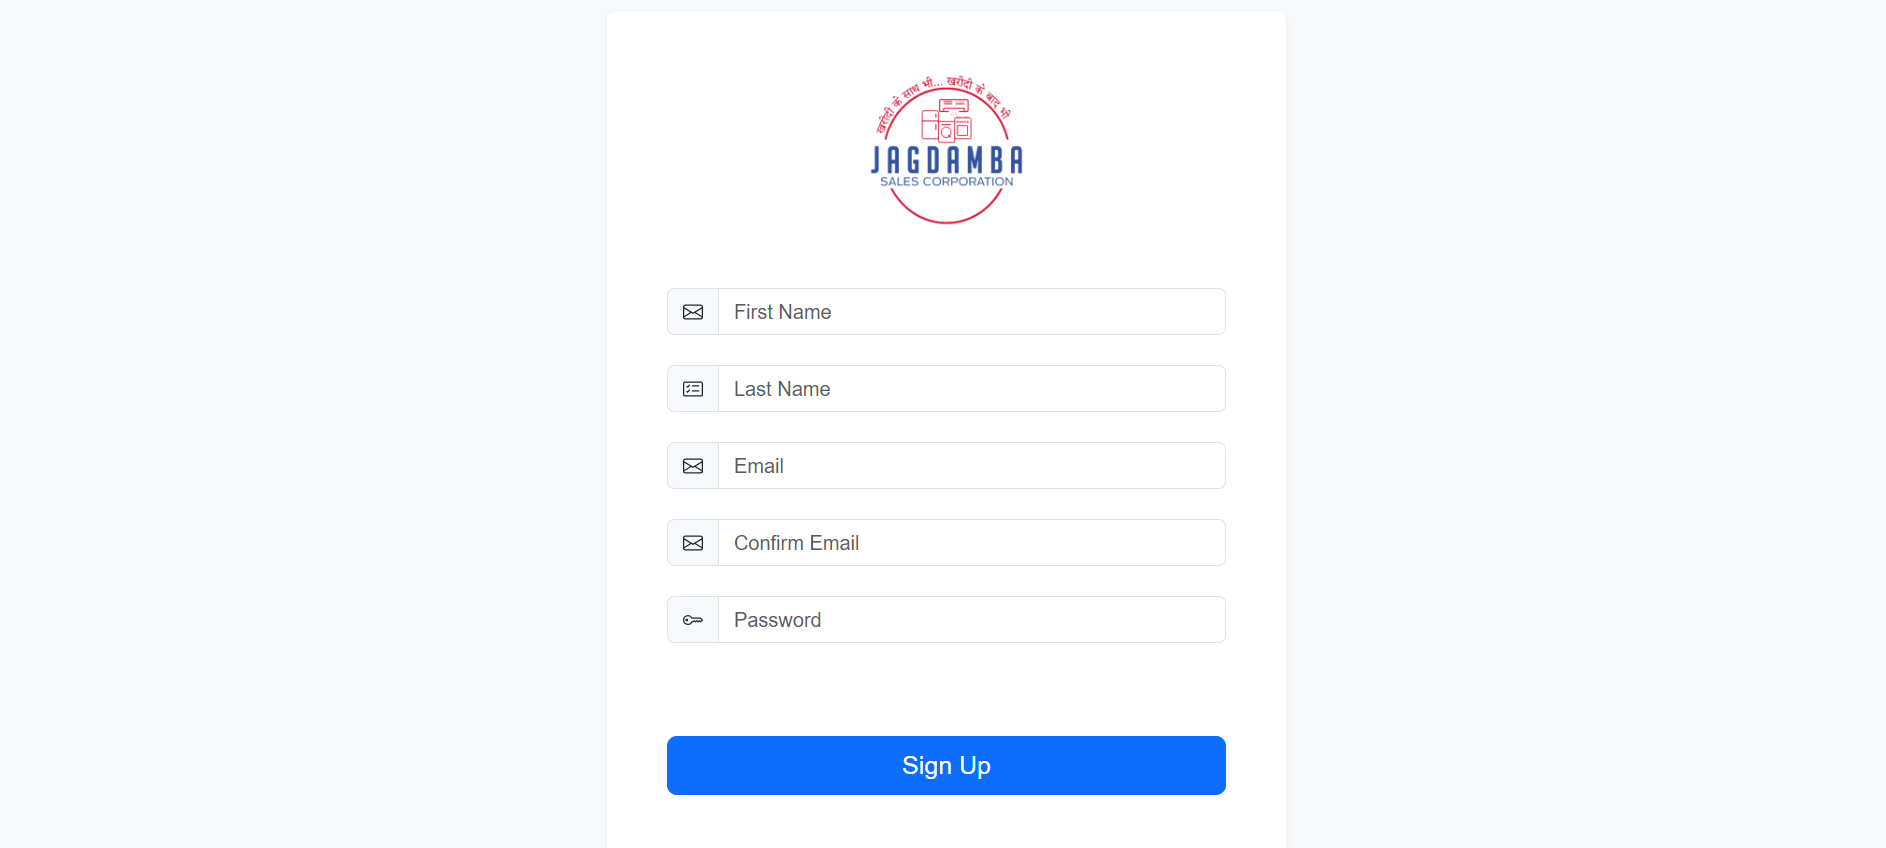 खरीदी के साथ भी... खरीदी के बाद भी
JAGDAMBA
SALES CORPORATION
First Name
Last Name
Email
Confirm Email
Password
Sign Up